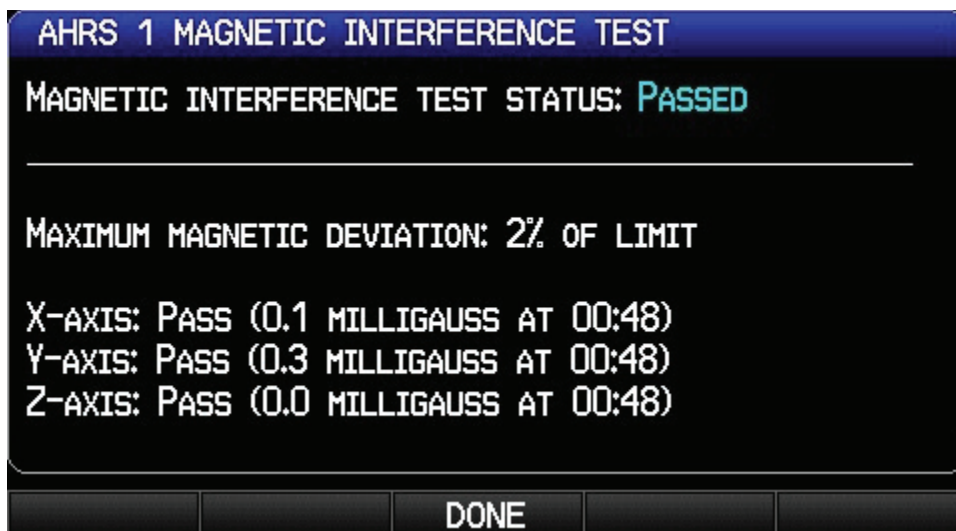 AHRS 1 MAGNETIC INTERFERENCE TEST
MAGNETIC INTERFERENCE TEST STATUS: PASSED
MAXIMUM MAGNETIC DEVIATION: 2% OF LIMIT
X-AXIS: PASS (0.1 MILLIGAUSS AT 00:48)
Y-AXIS: PASS (0.3 MILLIGAUSS AT 00:48)
Z-AXIS: PASS (0.0 MILLIGAUSS AT 00:48)
DONE